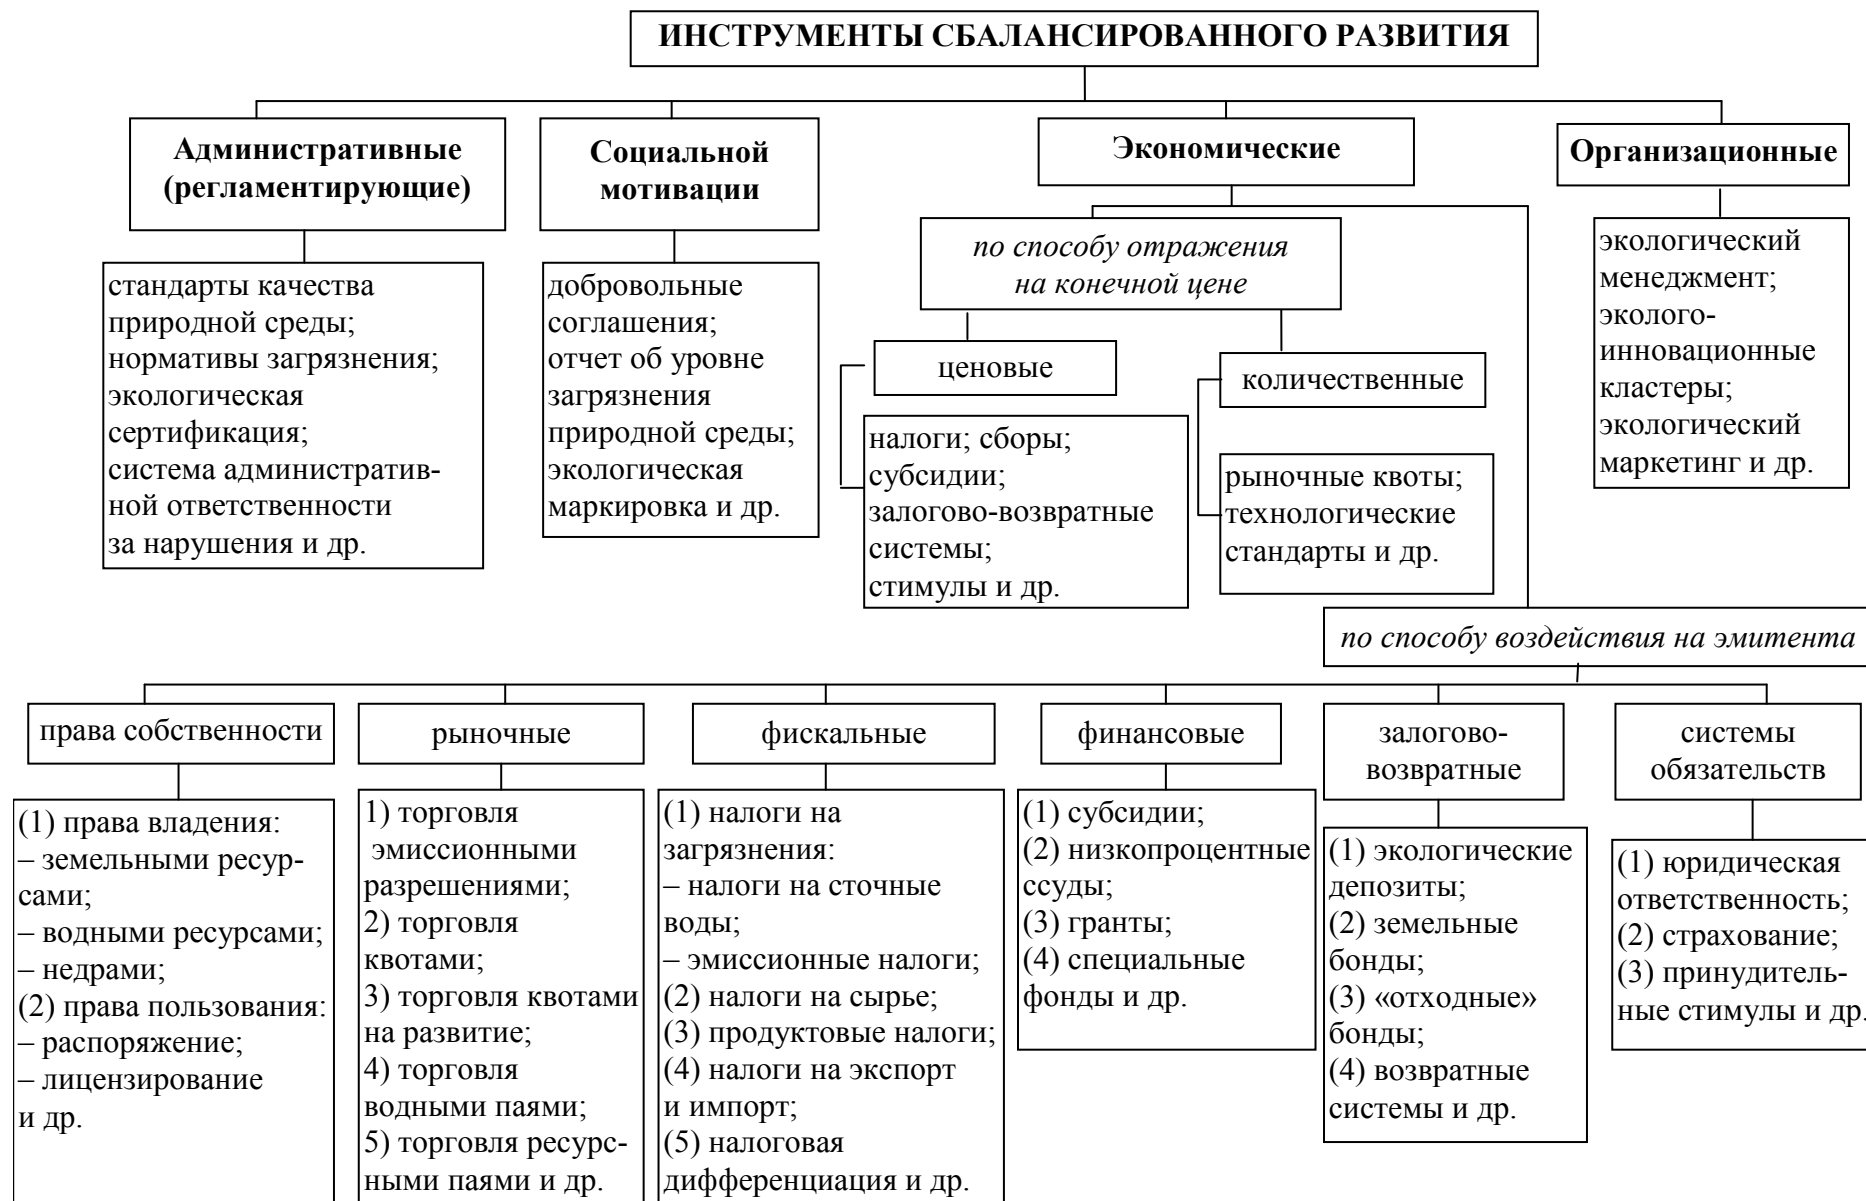 ИНСТРУМЕНТЫ СБАЛАНСИРОВАННОГО РАЗВИТИЯ
Административные
(регламентирующие)
Социальной
мотивации
Экономические
Организационные
стандарты качества
природной среды;
нормативы загрязнения;
экологическая
сертификация;
система административ-
ной ответственности
за нарушения и др.
добровольные
соглашения;
отчет об уровне
загрязнения
природной среды;
экологическая
маркировка и др.
по способу отражения
на конечной цене
ценовые
налоги; сборы;
субсидии;
залогово-возвратные
системы;
стимулы и др.
количественные
рыночные квоты;
технологические
стандарты и др.
экологический
менеджмент;
эколого-
инновационные
кластеры;
экологический
маркетинг и др.
по способу воздействия на эмитента
права собственности
(1) права владения:
– земельными ресур-
сами;
– водными ресурсами;
– недрами;
(2) права пользования:
– распоряжение;
– лицензирование
и др.
рыночные
1) торговля
эмиссионными
разрешениями;
2) торговля
квотами;
3) торговля квотами
на развитие;
4) торговля
водными паями;
5) торговля ресурс-
ными паями и др.
фискальные
(1) налоги на
загрязнения:
– налоги на сточные
воды;
– эмиссионные налоги;
(2) налоги на сырье;
(3) продуктовые налоги;
(4) налоги на экспорт
и импорт;
(5) налоговая
дифференциация и др.
финансовые
(1) субсидии;
(2) низкопроцентные
ссуды;
(3) гранты;
(4) специальные
фонды и др.
залогово-
возвратные
(1) экологические
депозиты;
(2) земельные
бонды;
(3) «отходные»
бонды;
(4) возвратные
системы и др.
системы
обязательств
(1) юридическая
ответственность;
(2) страхование;
(3) принудитель-
ные стимулы и др.